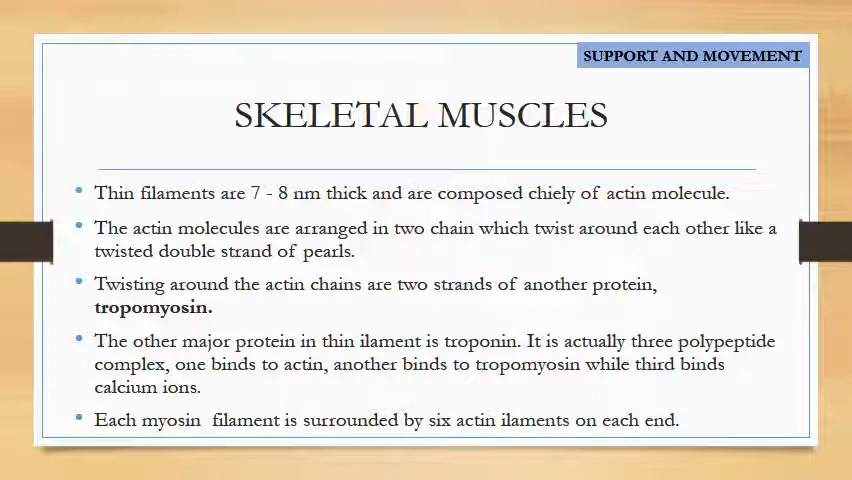 SUPPORT AND MOVEMENT
SKELETAL MUSCLES
• Thin filaments are 7 - 8 nm thick and are composed chiely of actin molecule.
• The actin molecules are arranged in two chain which twist around each other like a
twisted double strand of pearls.
• Twisting around the actin chains are two strands of another protein,
tropomyosin.
• The other major protein in thin ilament is troponin. It is actually three polypeptide
complex, one binds to actin, another binds to tropomyosin while third binds
calcium ions.
• Each myosin filament is surrounded by six actin ilaments on each end.